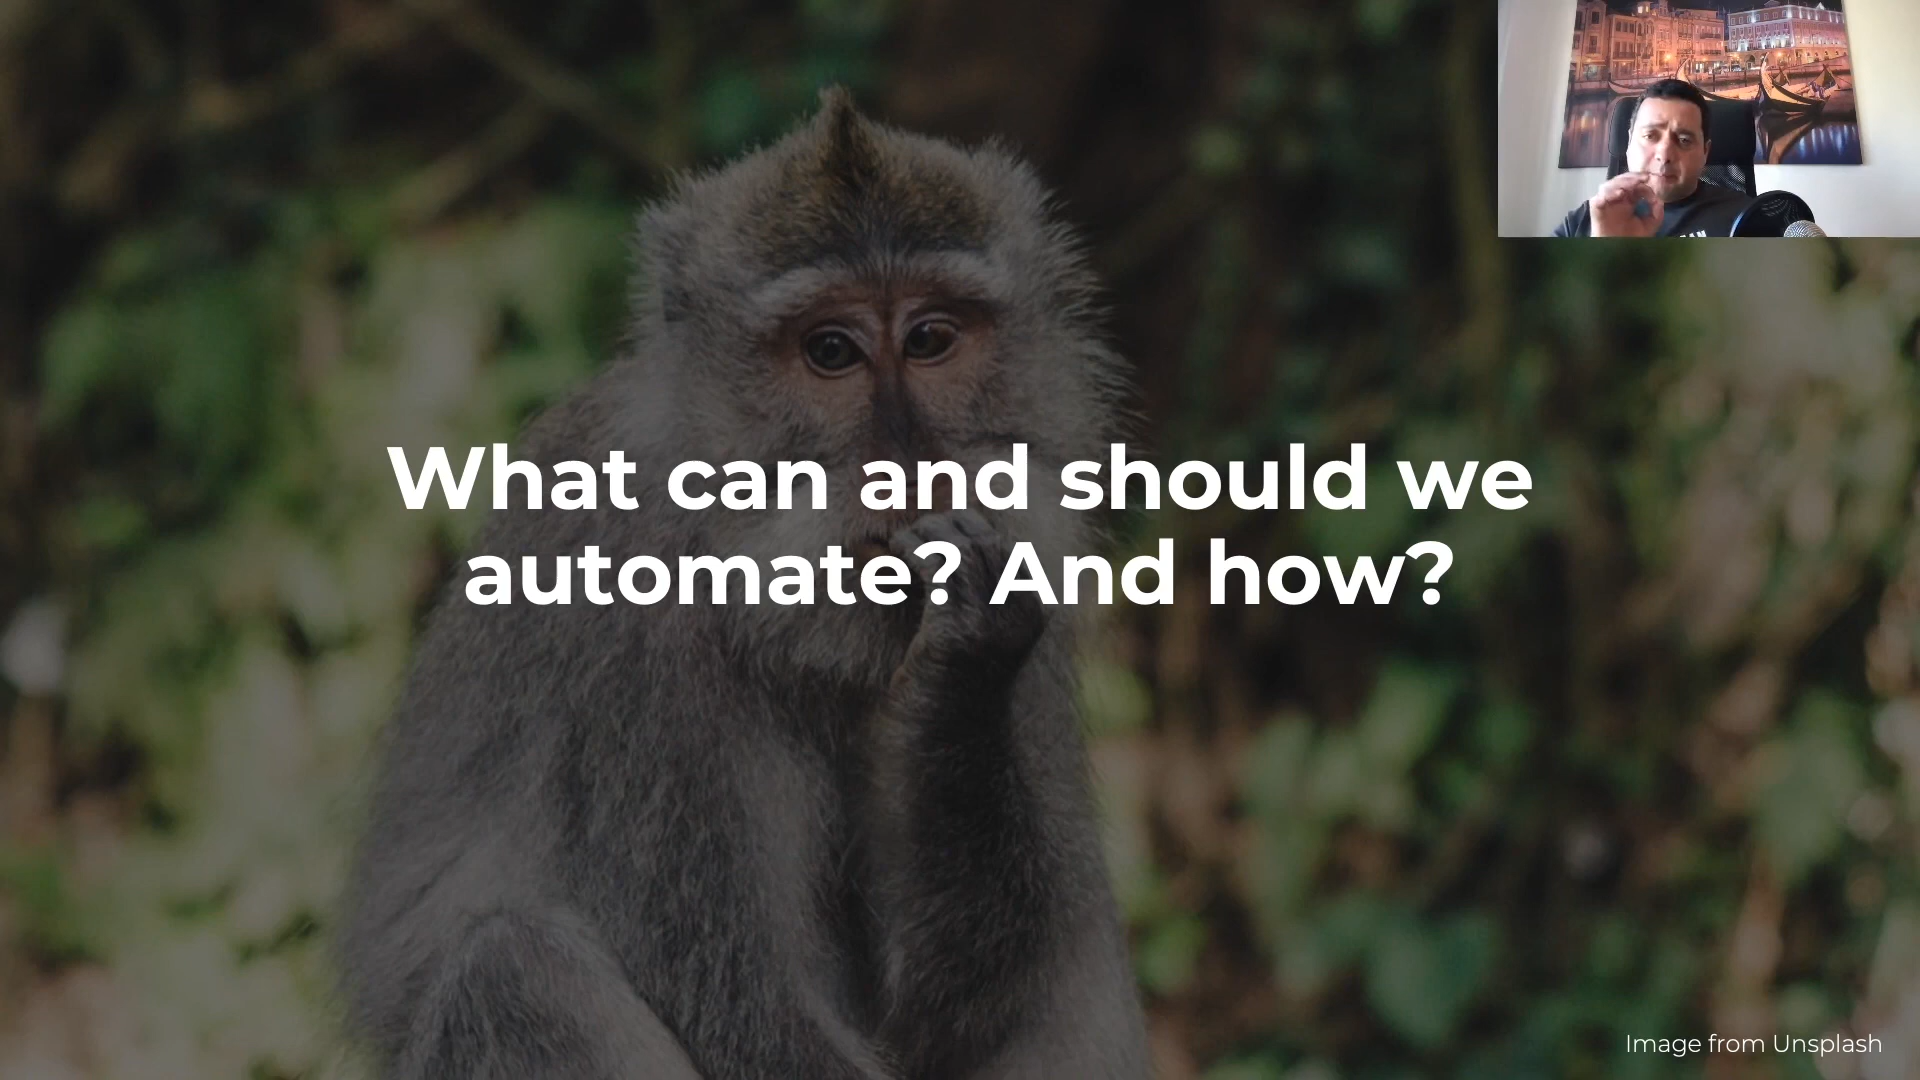 What can and should we
automate? And how?
Image from Unsplash